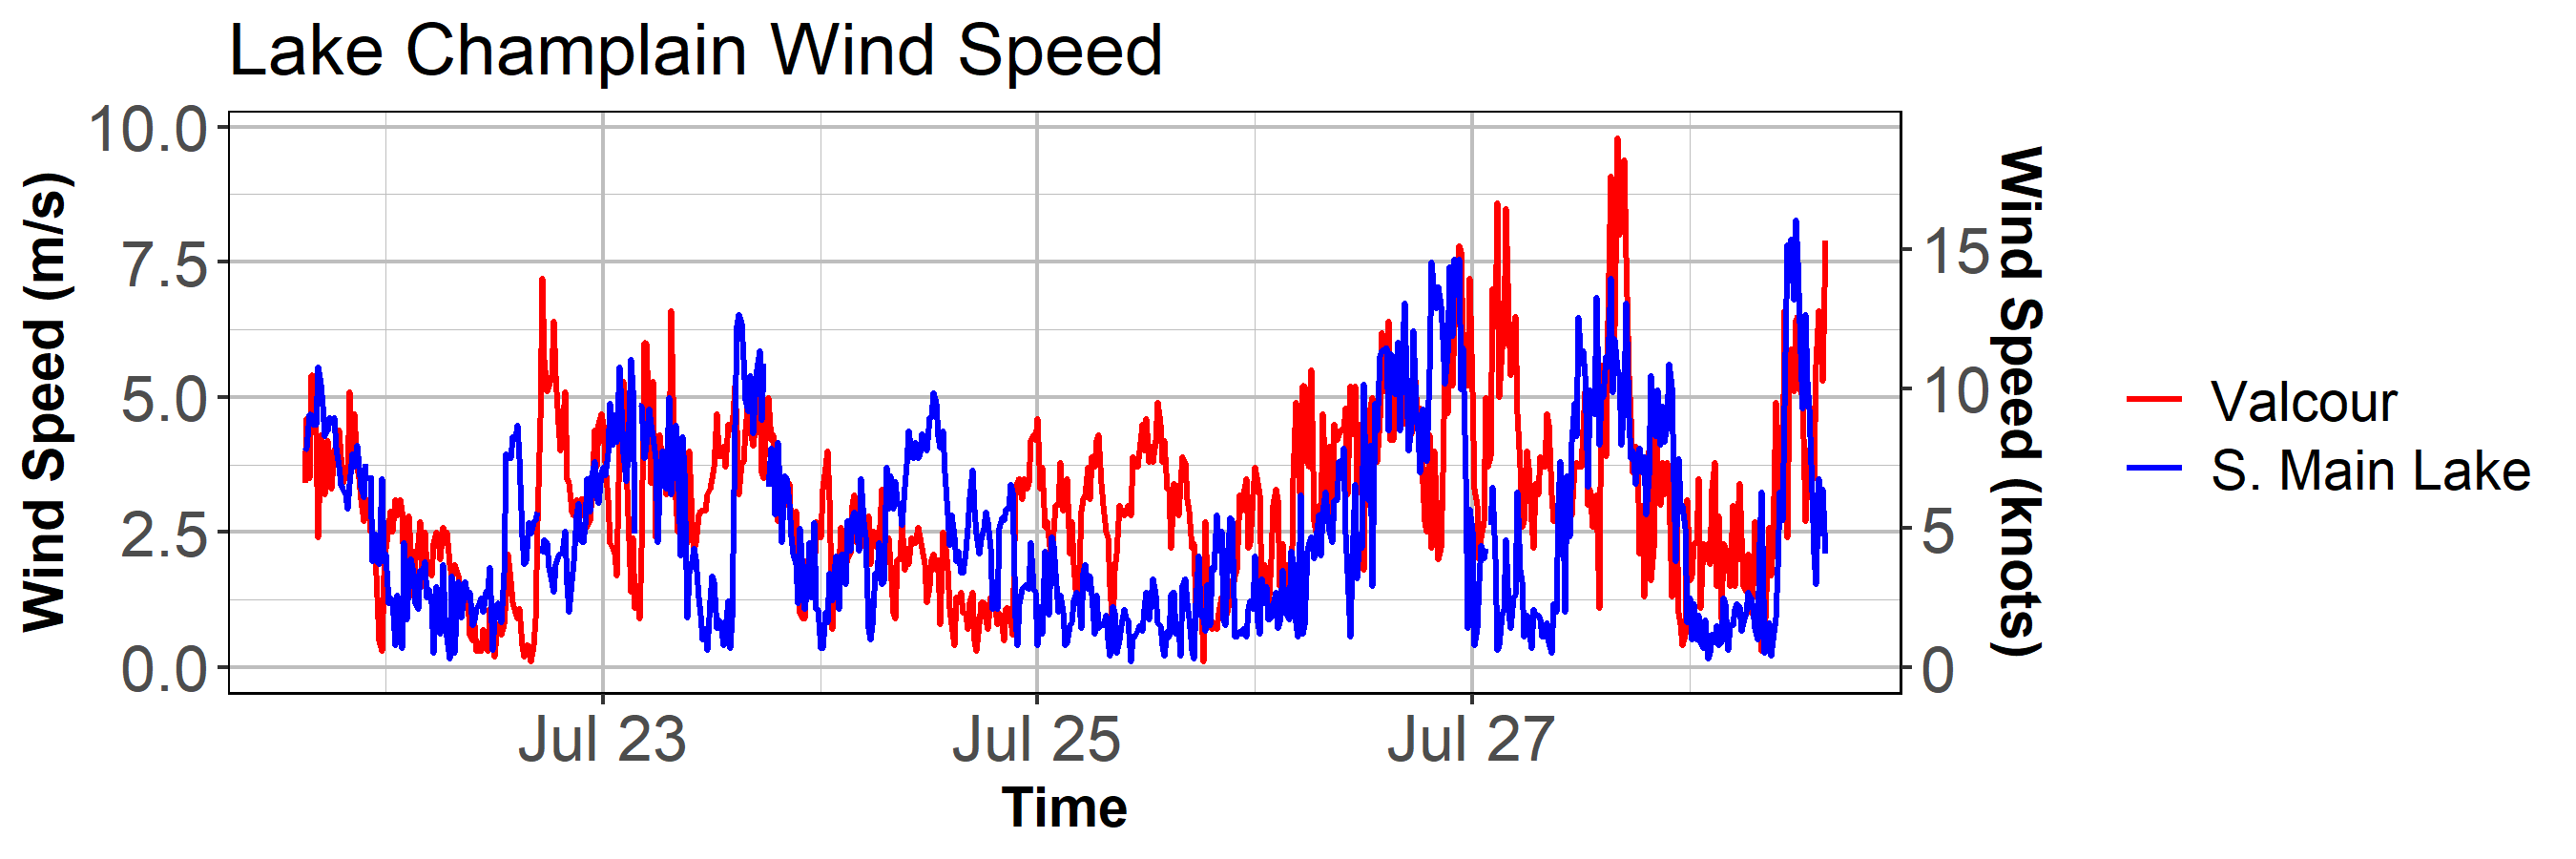 Lake Champlain Wind Speed
Wind Speed (m/s)
10.0
7.5
5.0
2.5
0.0
Jul 23
Jul 25
Jul 27
Time
15
10
5
0
Wind Speed (knots)
Valcour
S. Main Lake